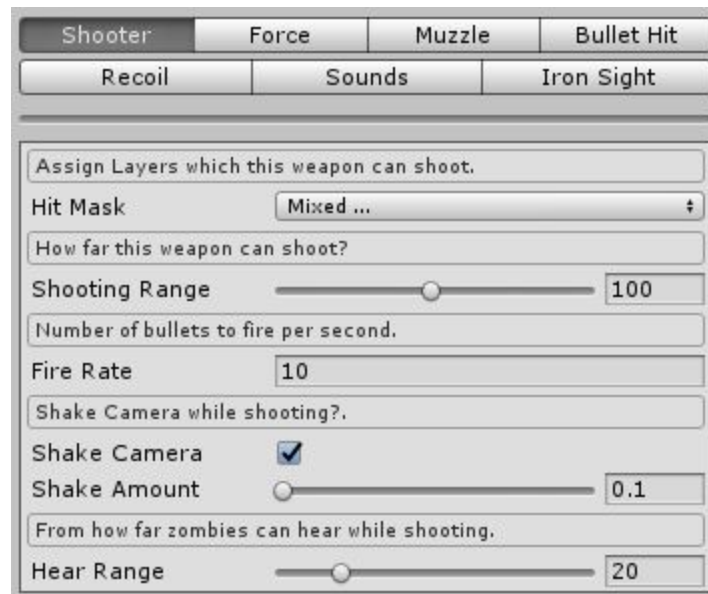 Shooter Force Muzzle Bullet Hit
Recoil Sounds Iron Sight
Assign Layers which this weapon can shoot.
Hit Mask Mixed ...
How far this weapon can shoot?
Shooting Range 100
Number of bullets to fire per second.
Fire Rate 10
Shake Camera while shooting?.
Shake Camera
Shake Amount 0.1
From how far zombies can hear while shooting.
Hear Range 20